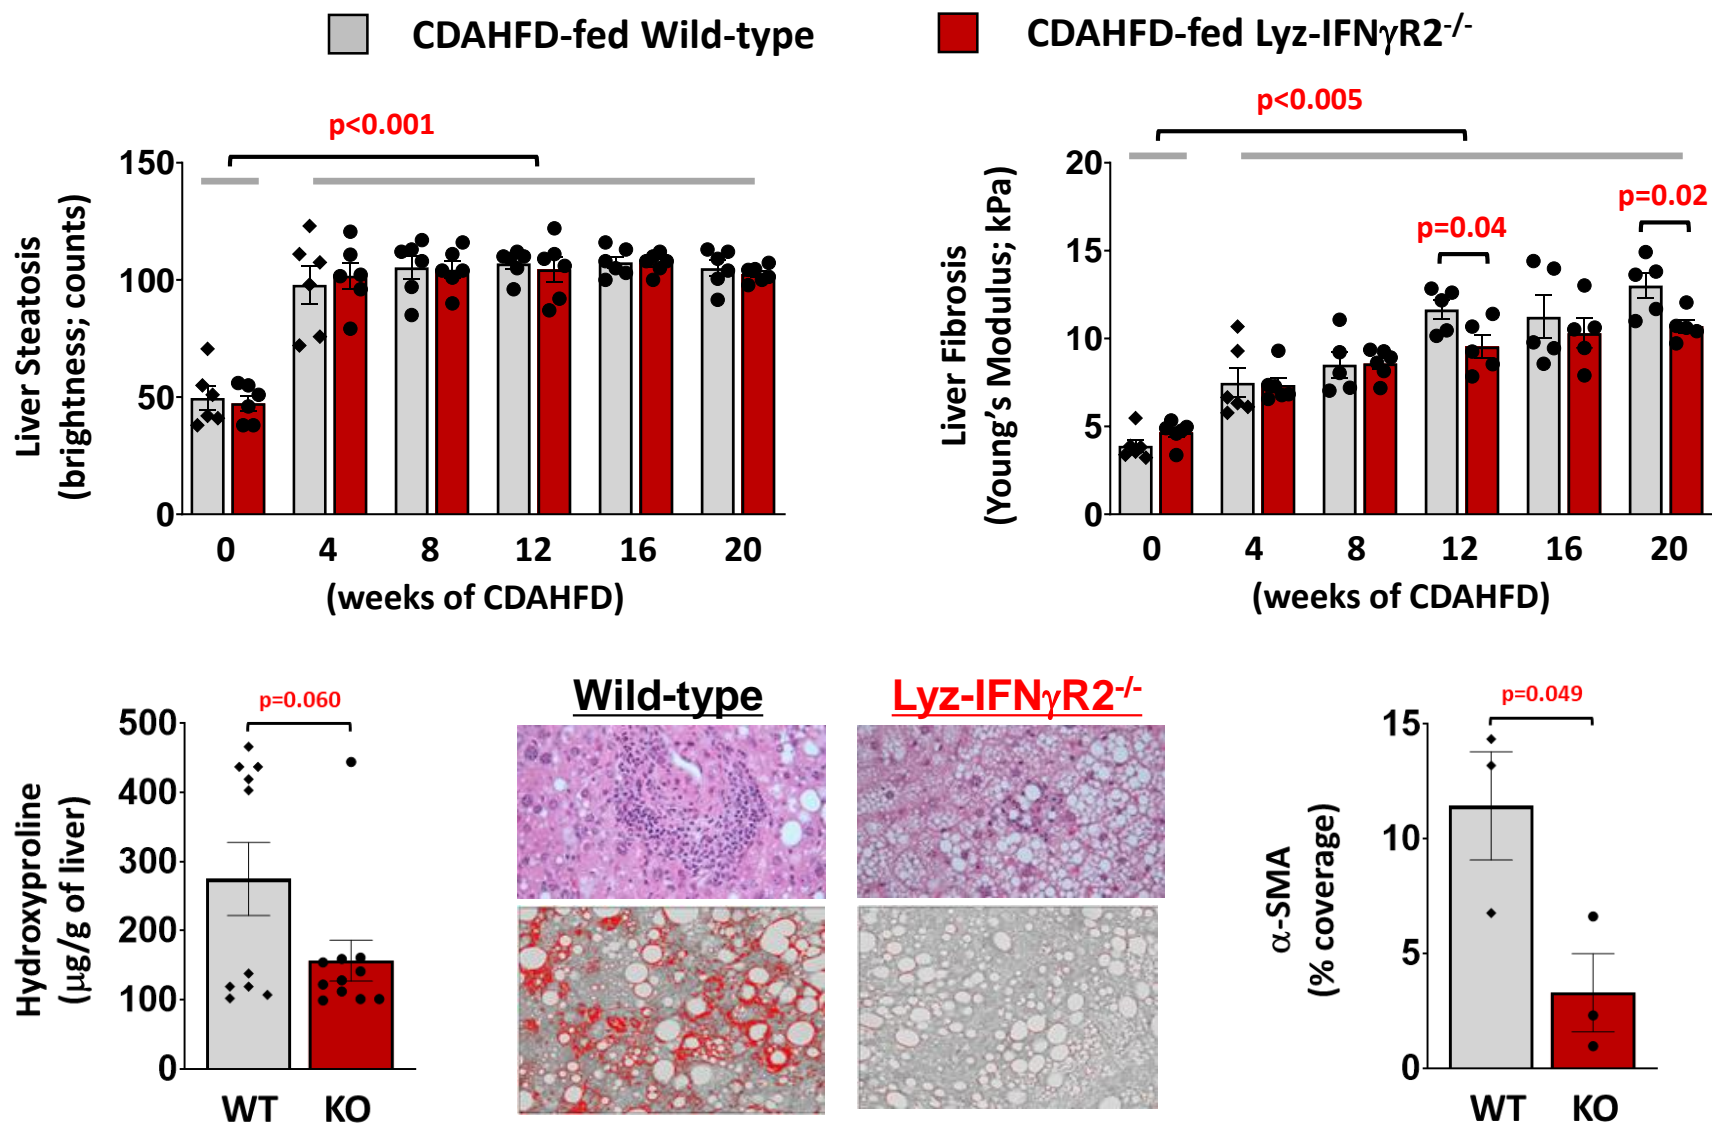 CDAHFD-fed Wild-type
CDAHFD-fed Lyz-IFNγR2-/-
p<0.001
150
100
50
0
Liver Steatosis
(brightness; counts)
0 4 8 12 16 20
(weeks of CDAHFD)
p<0.005
p=0.04
p=0.02
20
15
10
5
0
Liver Fibrosis
(Young's Modulus; kPa)
0 4 8 12 16 20
(weeks of CDAHFD)
p=0.060
500
400
300
200
100
0
Hydroxyproline
(μg/g of liver)
WT KO
Wild-type
Lyz-IFNγR2-/-
p=0.049
15
10
5
0
α-SMA
(% coverage)
WT KO